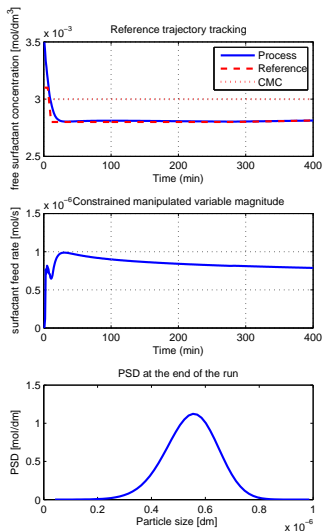 Reference trajectory tracking
x 10⁻³
3.5
3
2.5
free surfactant concentration [mol/dm³]
Process
Reference
CMC
0
100
200
300
400
Time (min)
Constrained manipulated variable magnitude
x 10⁻⁶
1.5
1
0.5
0
surfactant feed rate [mol/s]
0
100
200
300
400
Time (min)
PSD at the end of the run
1.5
1
0.5
0
PSD [mol/dm]
0
0.2
0.4
0.6
0.8
1
x 10⁻⁶
Particle size [dm]